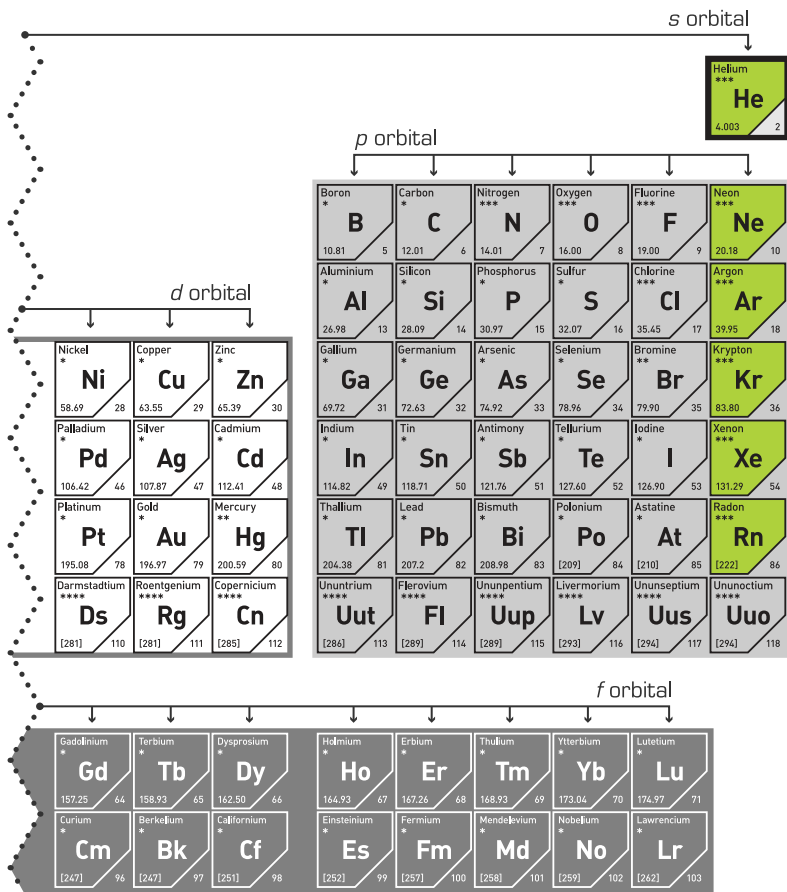 s orbital
Helium
***
He
4.003 2
p orbital
Boron Carbon Nitrogen Oxygen Fluorine Neon
* * *** *** *** ***
B C N O F Ne
10.81 5 12.01 6 14.01 7 16.00 8 19.00 9 20.18 10
Aluminium Silicon Phosphorus Sulfur Chlorine Argon
* * * * *** ***
Al Si P S Cl Ar
26.98 13 28.09 14 30.97 15 32.07 16 35.45 17 39.95 18
d orbital
Nickel Copper Zinc Gallium Germanium Arsenic Selenium Bromine Krypton
* * * * * * * ** ***
Ni Cu Zn Ga Ge As Se Br Kr
58.69 28 63.55 29 65.39 30 69.72 31 72.63 32 74.92 33 78.96 34 79.90 35 83.80 36
Palladium Silver Cadmium Indium Tin Antimony Tellurium Iodine Xenon
* * * * * * * * ***
Pd Ag Cd In Sn Sb Te I Xe
106.42 46 107.87 47 112.41 48 114.82 49 118.71 50 121.76 51 127.60 52 126.90 53 131.29 54
Platinum Gold Mercury Thallium Lead Bismuth Polonium Astatine Radon
* * ** * * * * * ***
Pt Au Hg Tl Pb Bi Po At Rn
195.08 78 196.97 79 200.59 80 204.38 81 207.2 82 208.98 83 [209] 84 [210] 85 [222] 86
Darmstadtium Roentgenium Copernicium Ununtrium Flerovium Ununpentium Livermorium Ununseptium Ununoctium
**** **** **** **** **** **** **** **** ****
Ds Rg Cn Uut Fl Uup Lv Uus Uuo
[281] 110 [281] 111 [285] 112 [286] 113 [289] 114 [289] 115 [293] 116 [294] 117 [294] 118
f orbital
Gadolinium Terbium Dysprosium Holmium Erbium Thulium Ytterbium Lutetium
* * * * * * * *
Gd Tb Dy Ho Er Tm Yb Lu
157.25 64 158.93 65 162.50 66 164.93 67 167.26 68 168.93 69 173.04 70 174.97 71
Curium Berkelium Californium Einsteinium Fermium Mendelevium Nobelium Lawrencium
* * * * * * * *
Cm Bk Cf Es Fm Md No Lr
[247] 96 [247] 97 [251] 98 [252] 99 [257] 100 [258] 101 [259] 102 [262] 103